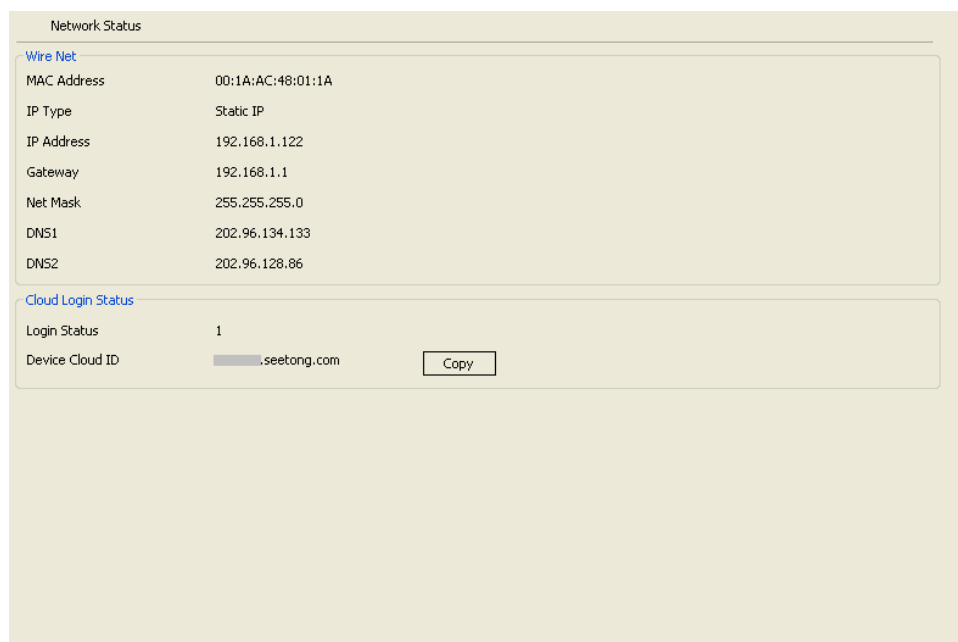 Network Status
Wire Net
MAC Address 00:1A:AC:48:01:1A
IP Type Static IP
IP Address 192.168.1.122
Gateway 192.168.1.1
Net Mask 255.255.255.0
DNS1 202.96.134.133
DNS2 202.96.128.86
Cloud Login Status
Login Status 1
Device Cloud ID .seetong.com Copy